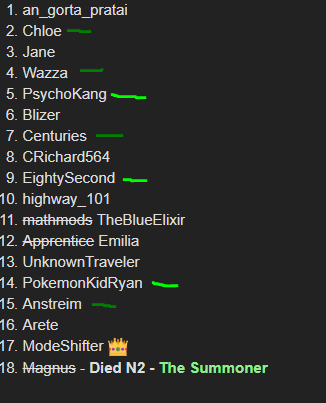 1. an_gorta_pratai
2. Chloe
3. Jane
4. Wazza
5. PsychoKang
6. Blizer
7. Centuries
8. CRichard564
9. EightySecond
10. highway_101
11. mathmods TheBlueElixir
12. Apprentice Emilia
13. UnknownTraveler
14. PokemonKidRyan
15. Anstreim
16. Arete
17. ModeShifter 👑
18. Magnus - Died N2 - The Summoner